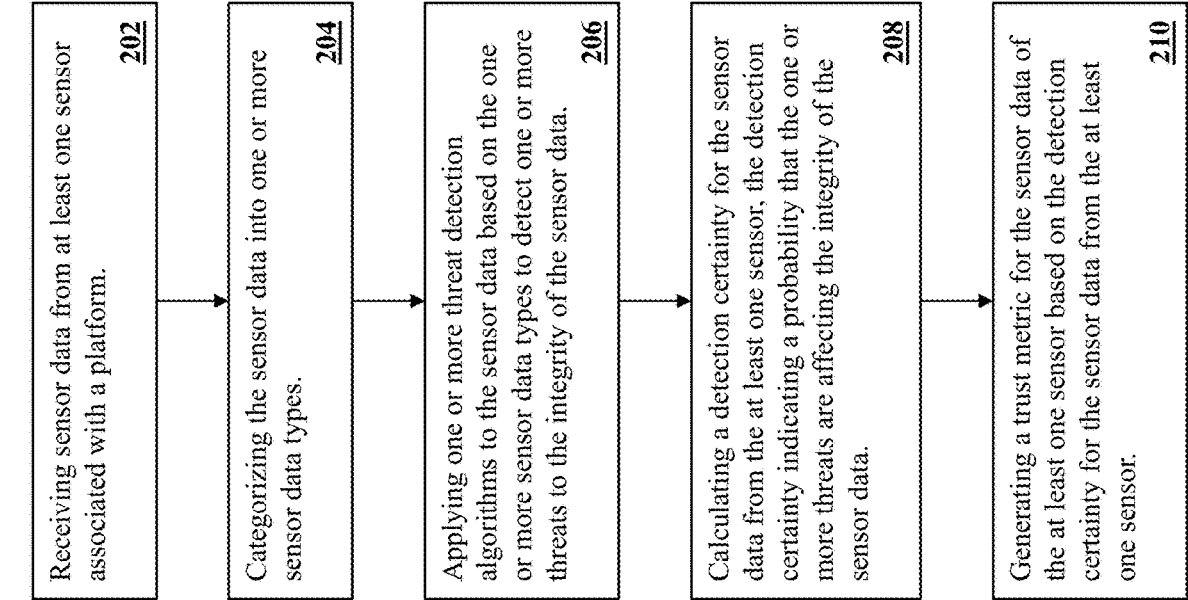 Receiving sensor data from at least one sensor
associated with a platform.
202
Categorizing the sensor data into one or more
sensor data types.
204
Applying one or more threat detection
algorithms to the sensor data based on the one
or more sensor data types to detect one or more
threats to the integrity of the sensor data.
206
Calculating a detection certainty for the sensor
data from the at least one sensor, the detection
certainty indicating a probability that the one or
more threats are affecting the integrity of the
sensor data.
208
Generating a trust metric for the sensor data of
the at least one sensor based on the detection
certainty for the sensor data from the at least
one sensor.
210